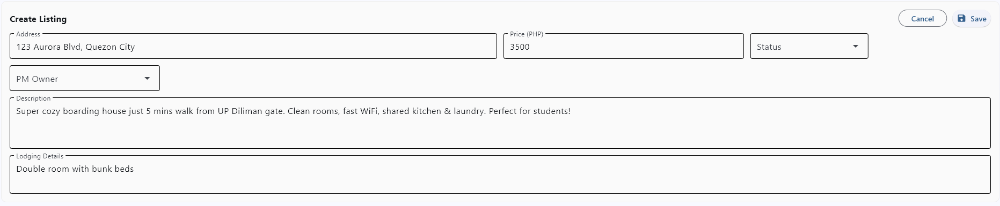 Create Listing
Cancel
Save
Address
123 Aurora Blvd, Quezon City
Price (PHP)
3500
Status
PM Owner
Description
Super cozy boarding house just 5 mins walk from UP Diliman gate. Clean rooms, fast WiFi, shared kitchen & laundry. Perfect for students!
Lodging Details
Double room with bunk beds